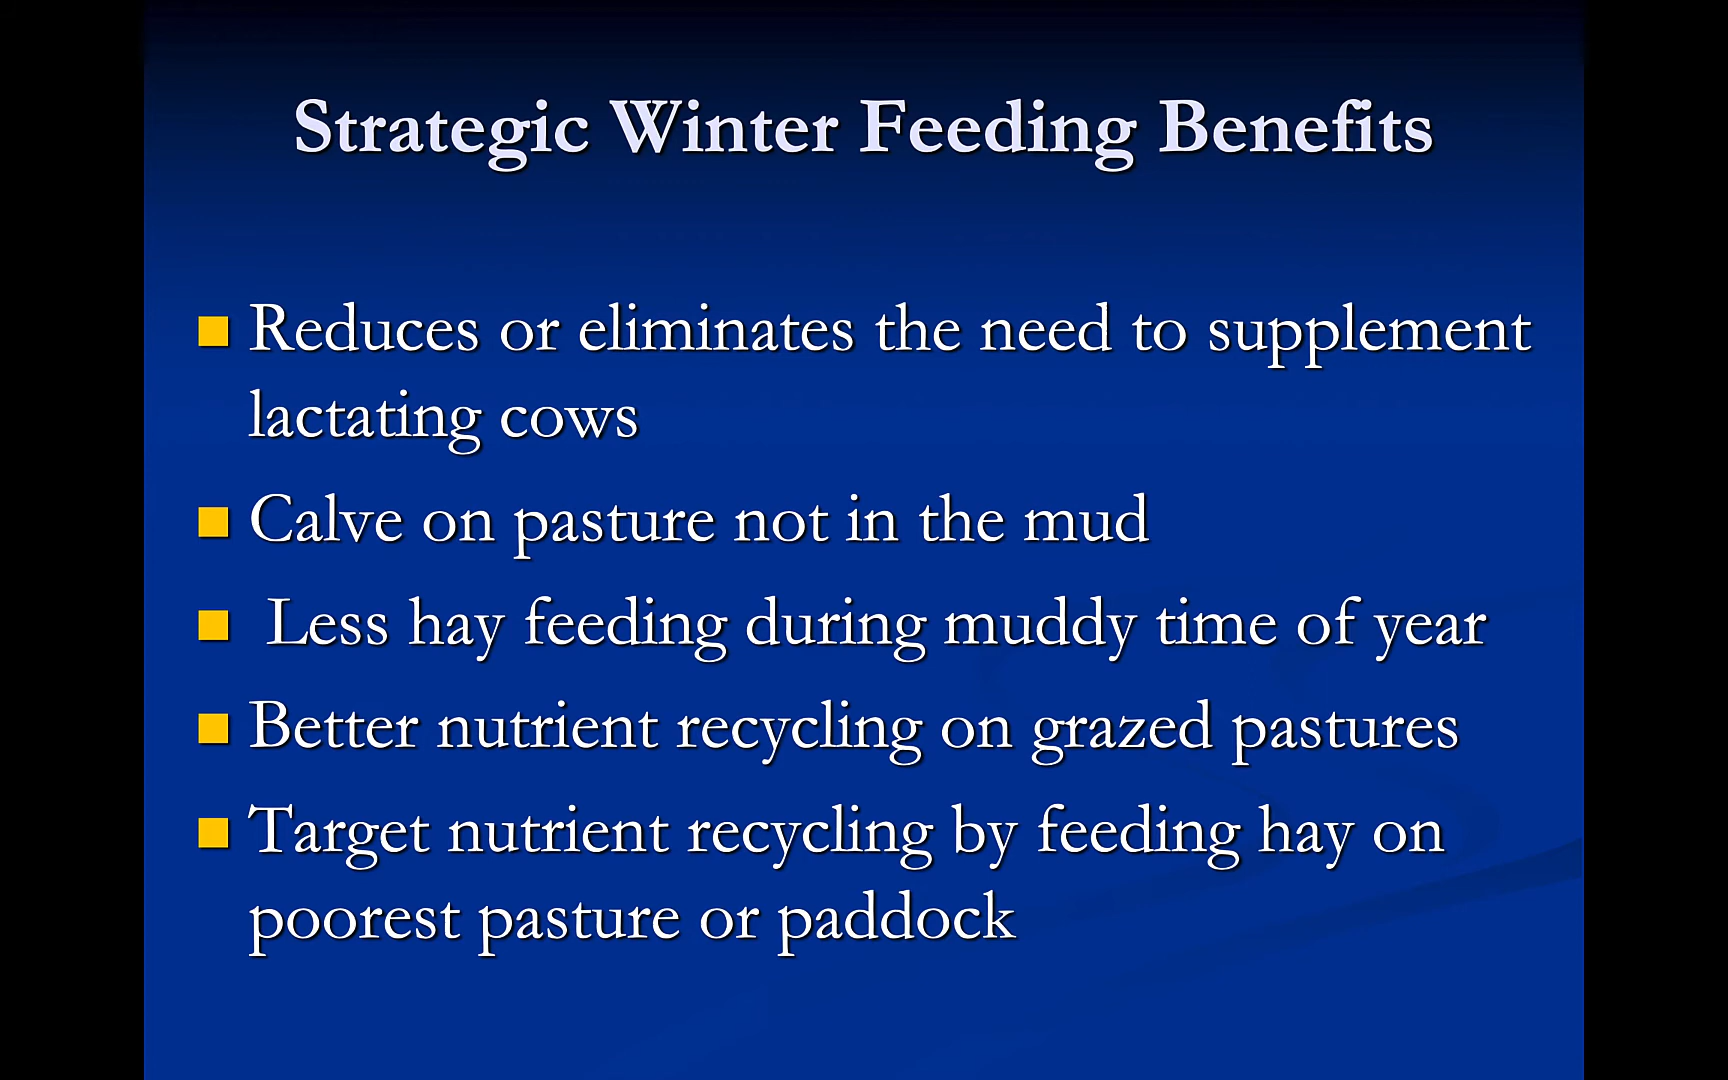 Strategic Winter Feeding Benefits
Reduces or eliminates the need to supplement
lactating cows
Calve on pasture not in the mud
Less hay feeding during muddy time of year
Better nutrient recycling on grazed pastures
Target nutrient recycling by feeding hay on
poorest pasture or paddock